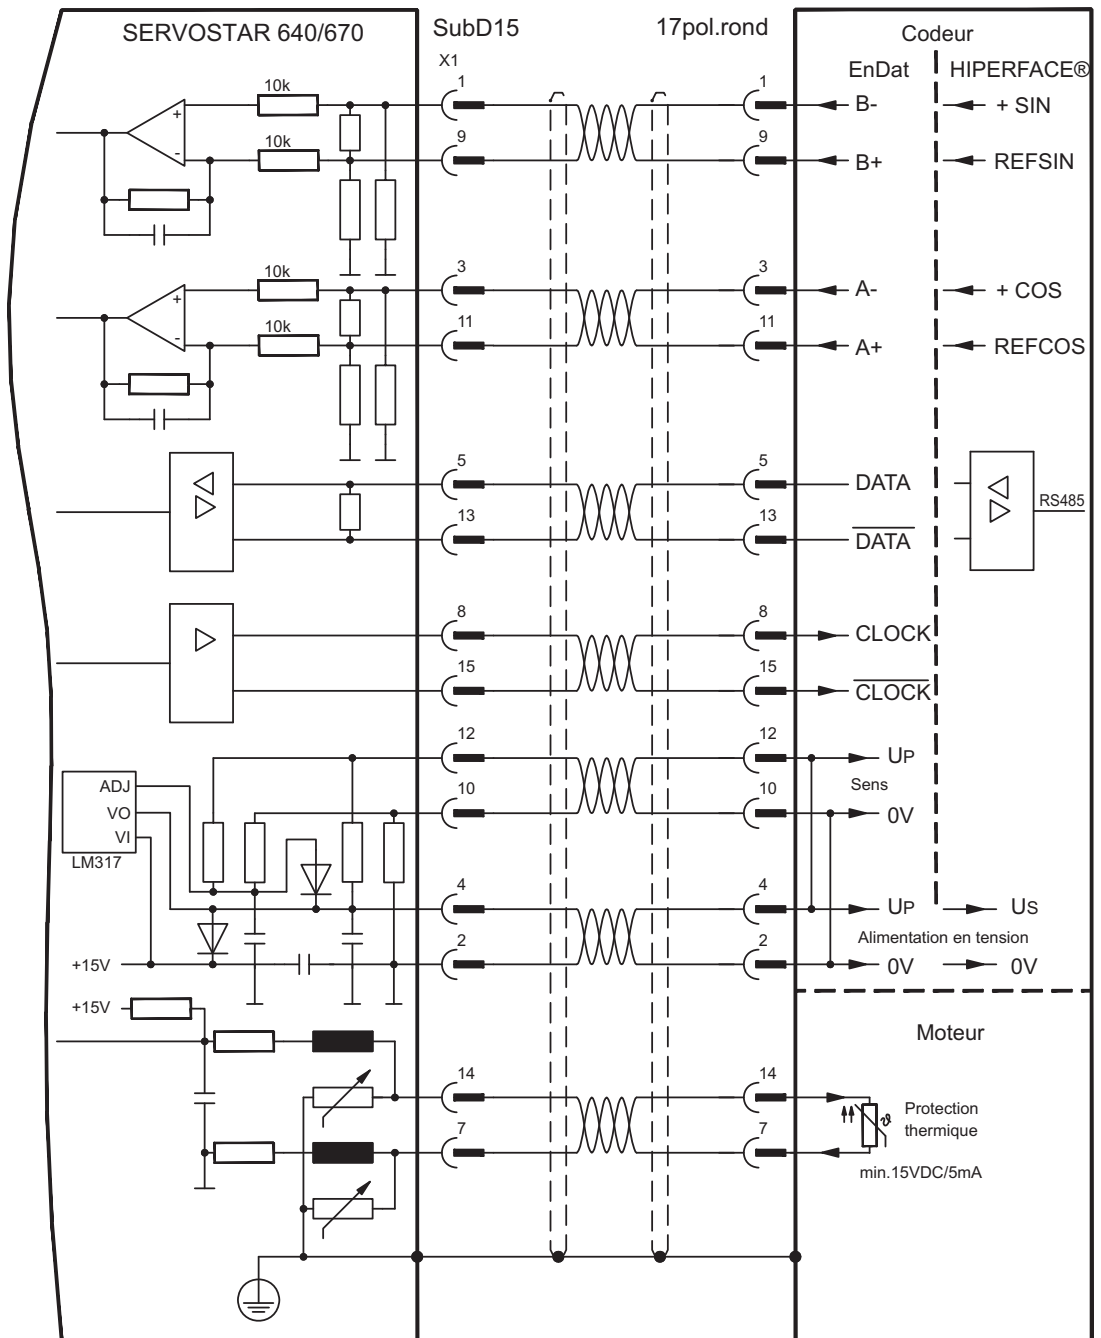 SERVOSTAR 640/670 SubD15 17pol.rond Codeur
X1 EnDat HIPERFACE®
10k 1 1 B- + SIN
+
10k 9 9 B+ REFSIN
-
10k 3 3 A- + COS
+
10k 11 11 A+ REFCOS
-
5 5 DATA
RS485
13 13 DATA
8 8 CLOCK
15 15 CLOCK
12 12 UP
ADJ Sens
VO 10 10 0V
VI
LM317
4 4 UP US
Alimentation en tension
+15V 2 2 0V 0V
+15V
Moteur
14 14
Protection
ϑ
thermique
7 7
min.15VDC/5mA